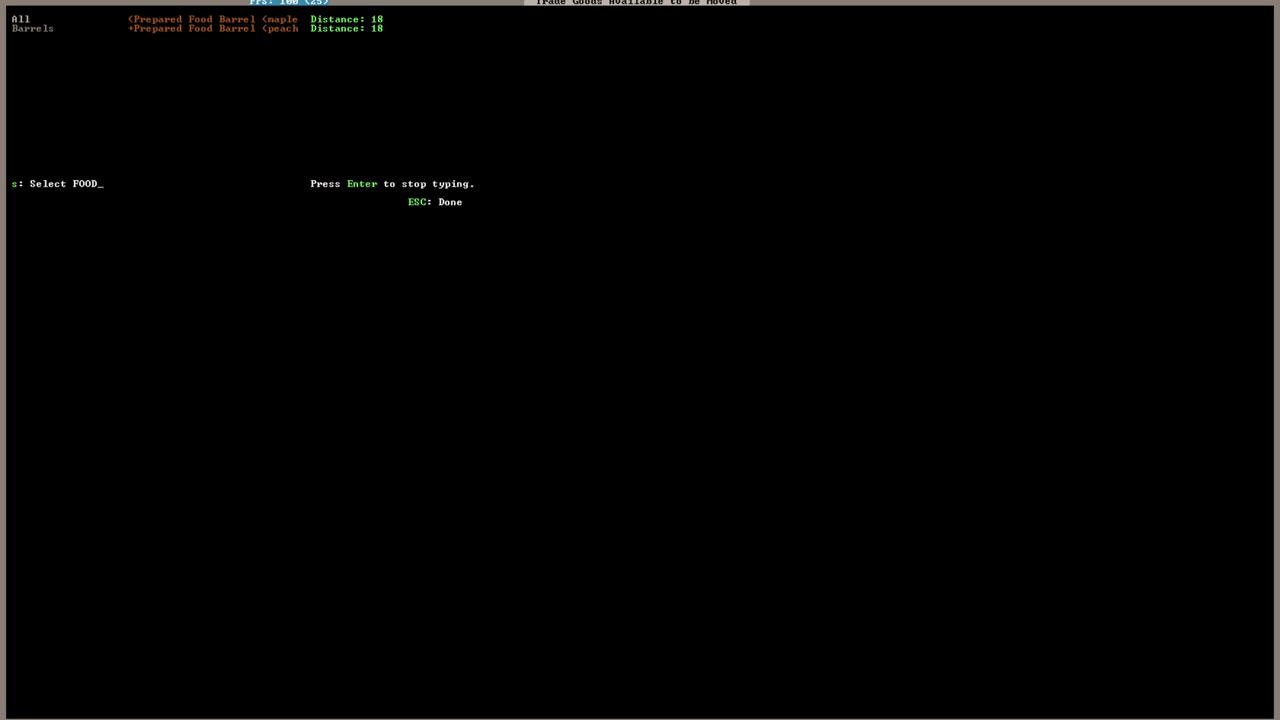 FPS: 100 (25)
Trade Goods Available to be Moved
All (Prepared Food Barrel <maple Distance: 18
Barrels +Prepared Food Barrel <peach Distance: 18
s: Select FOOD_ Press Enter to stop typing.
ESC: Done